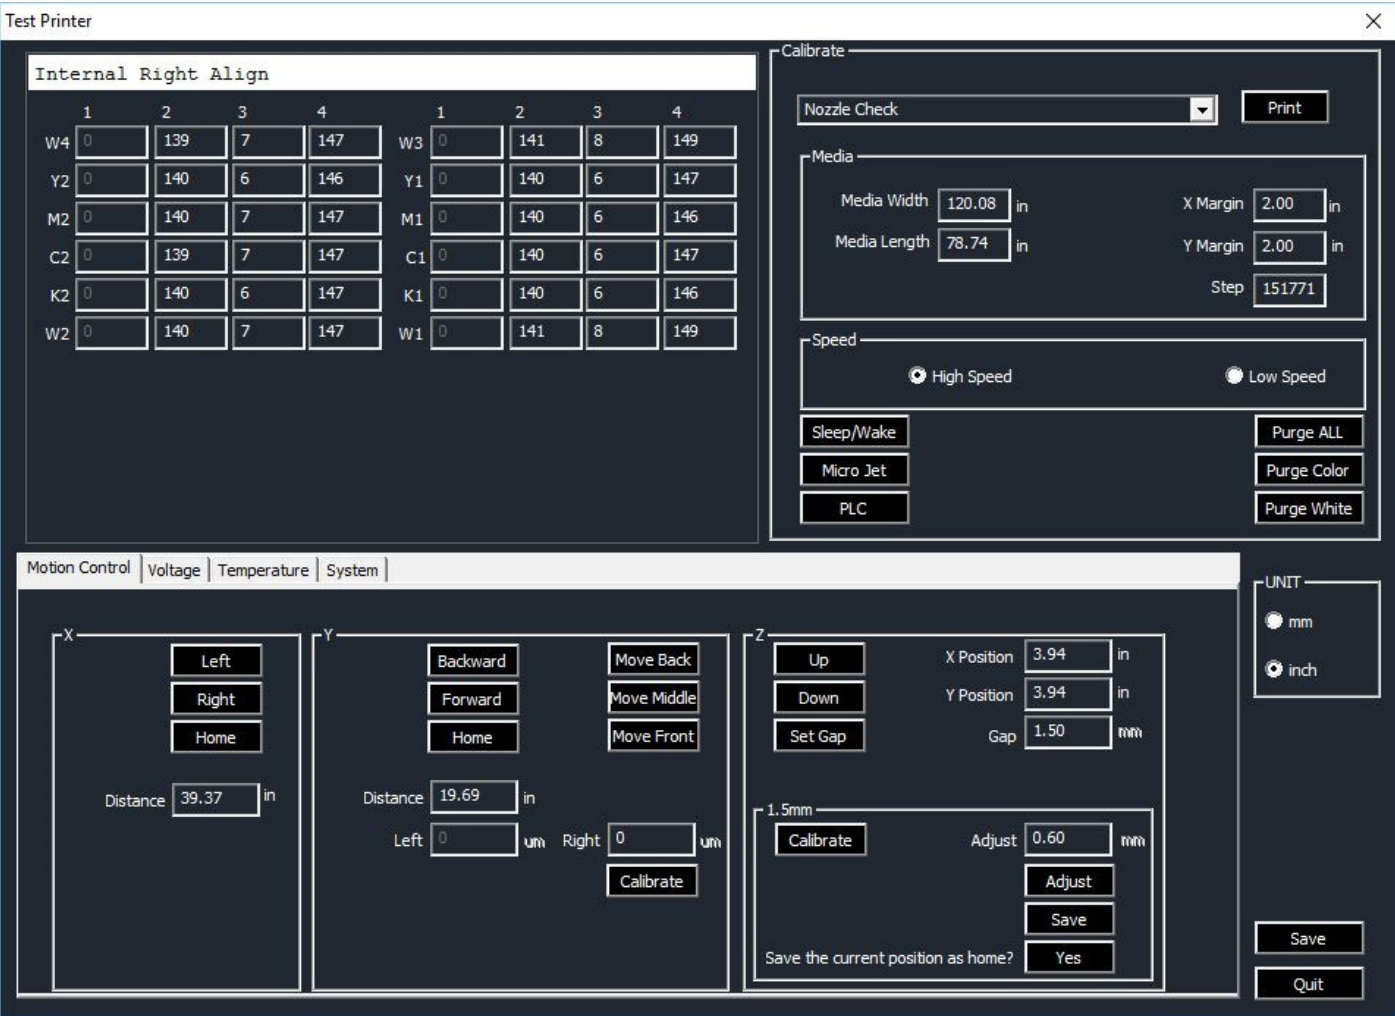 Test Printer
Internal Right Align
1 2 3 4 1 2 3 4
W4 0 139 7 147 W3 0 141 8 149
Y2 0 140 6 146 Y1 0 140 6 147
M2 0 140 7 147 M1 0 140 6 146
C2 0 139 7 147 C1 0 140 6 147
K2 0 140 6 147 K1 0 140 6 146
W2 0 140 7 147 W1 0 141 8 149
Calibrate
Nozzle Check Print
Media
Media Width 120.08 in X Margin 2.00 in
Media Length 78.74 in Y Margin 2.00 in
Step 151771
Speed
High Speed Low Speed
Sleep/Wake Purge ALL
Micro Jet Purge Color
PLC Purge White
Motion Control Voltage Temperature System
X
Left
Right
Home
Distance 39.37 in
Y
Backward Move Back
Forward Move Middle
Home Move Front
Distance 19.69 in
Left 0 um Right 0 um
Calibrate
Z
Up X Position 3.94 in
Down Y Position 3.94 in
Set Gap Gap 1.50 mm
1.5mm
Calibrate Adjust 0.60 mm
Adjust
Save
Save the current position as home? Yes
UNIT
mm
inch
Save
Quit